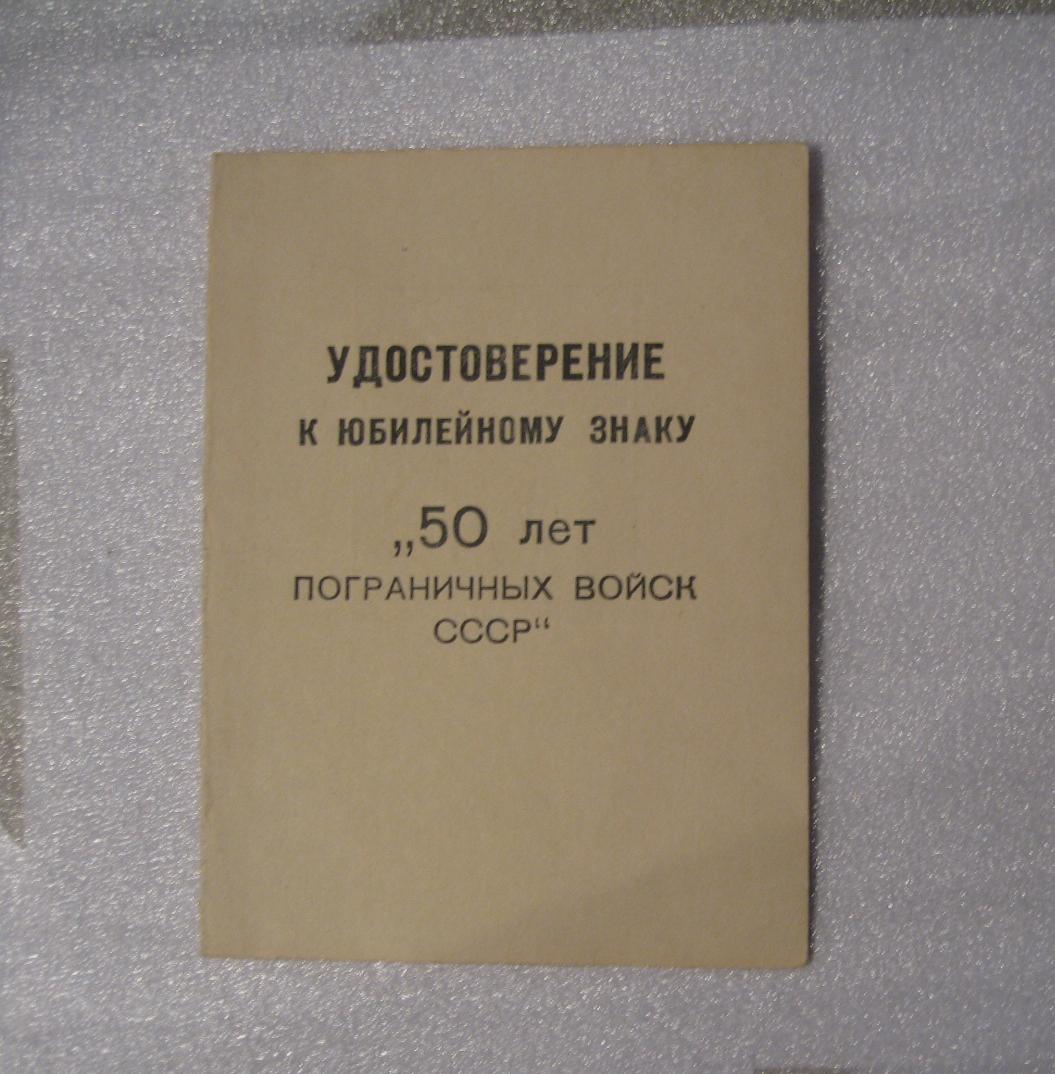 УДОСТОВЕРЕНИЕ
К ЮБИЛЕЙНОМУ ЗНАКУ
„50 лет
ПОГРАНИЧНЫХ ВОЙСК
СССР“